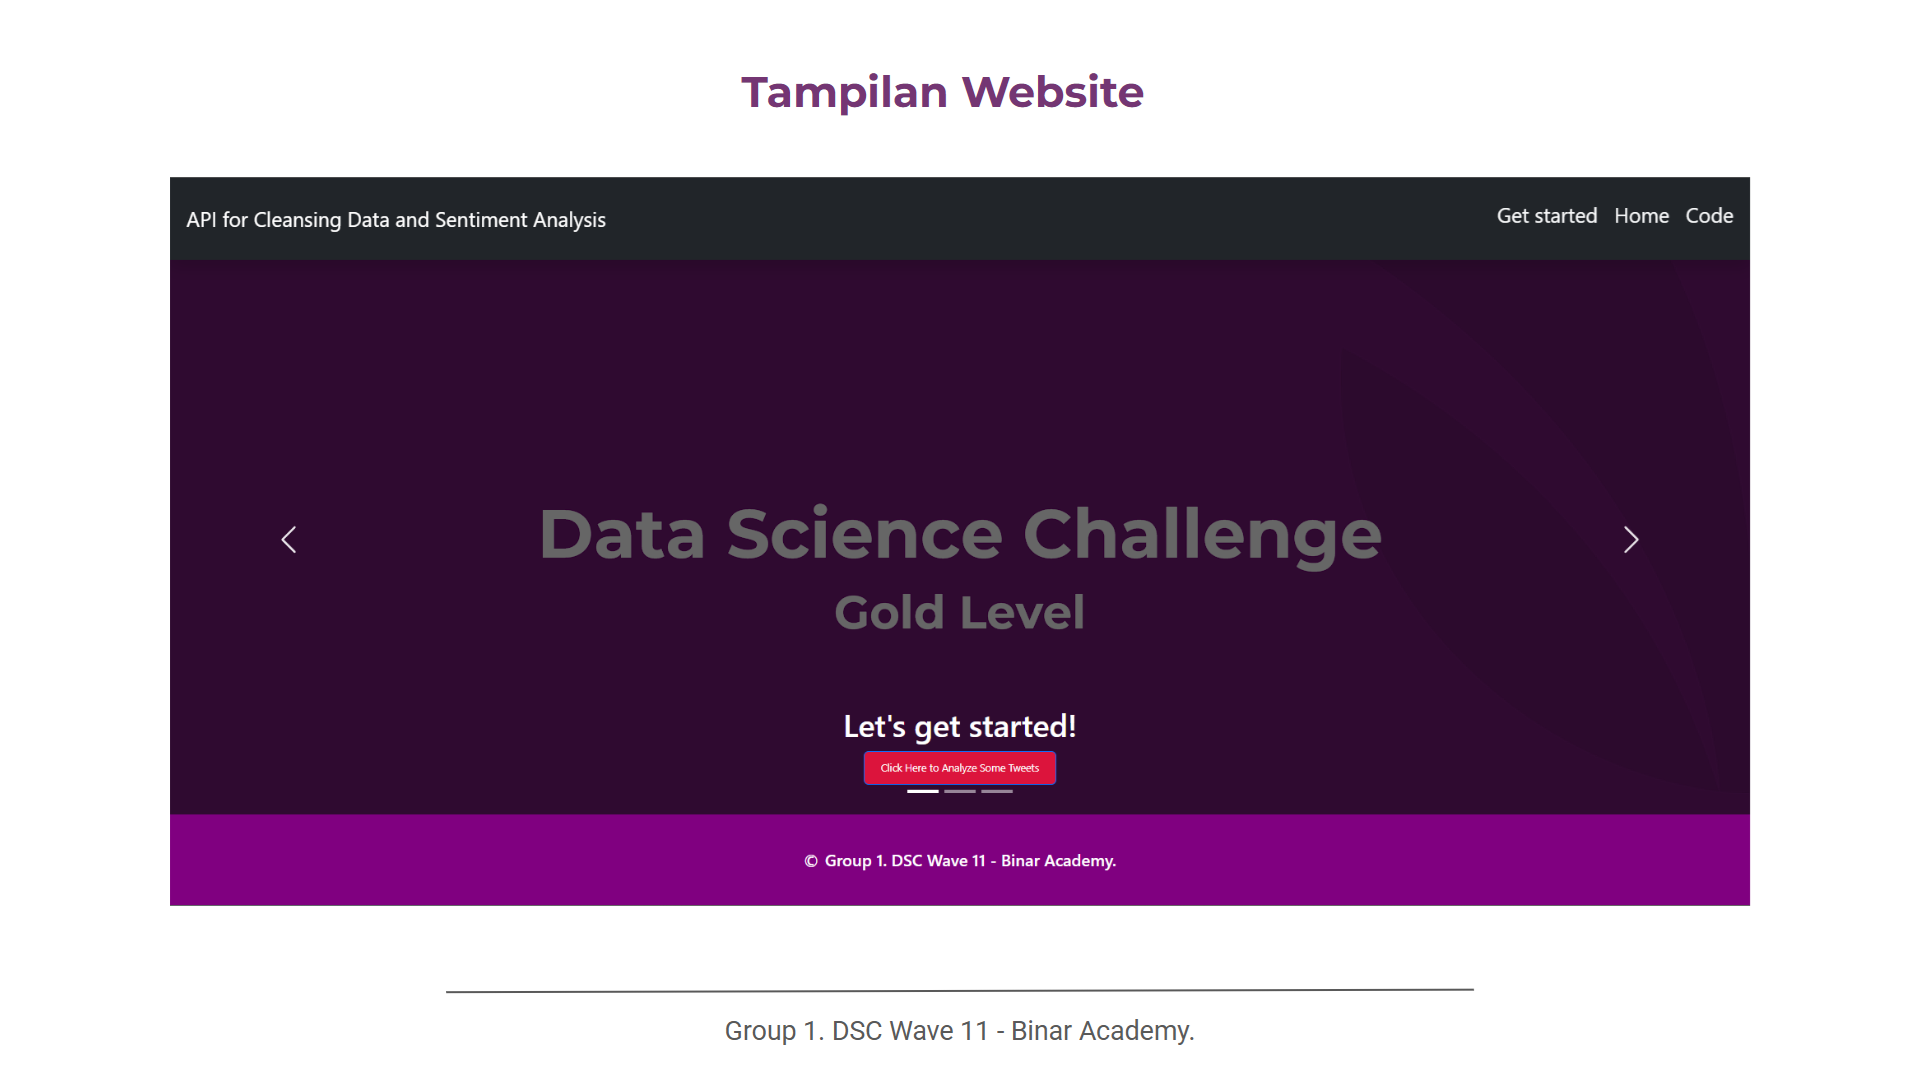 Tampilan Website
API for Cleansing Data and Sentiment Analysis
Get started Home Code
Data Science Challenge
Gold Level
Let's get started!
Click Here to Analyze Some Tweets
© Group 1. DSC Wave 11 - Binar Academy.
Group 1. DSC Wave 11 - Binar Academy.